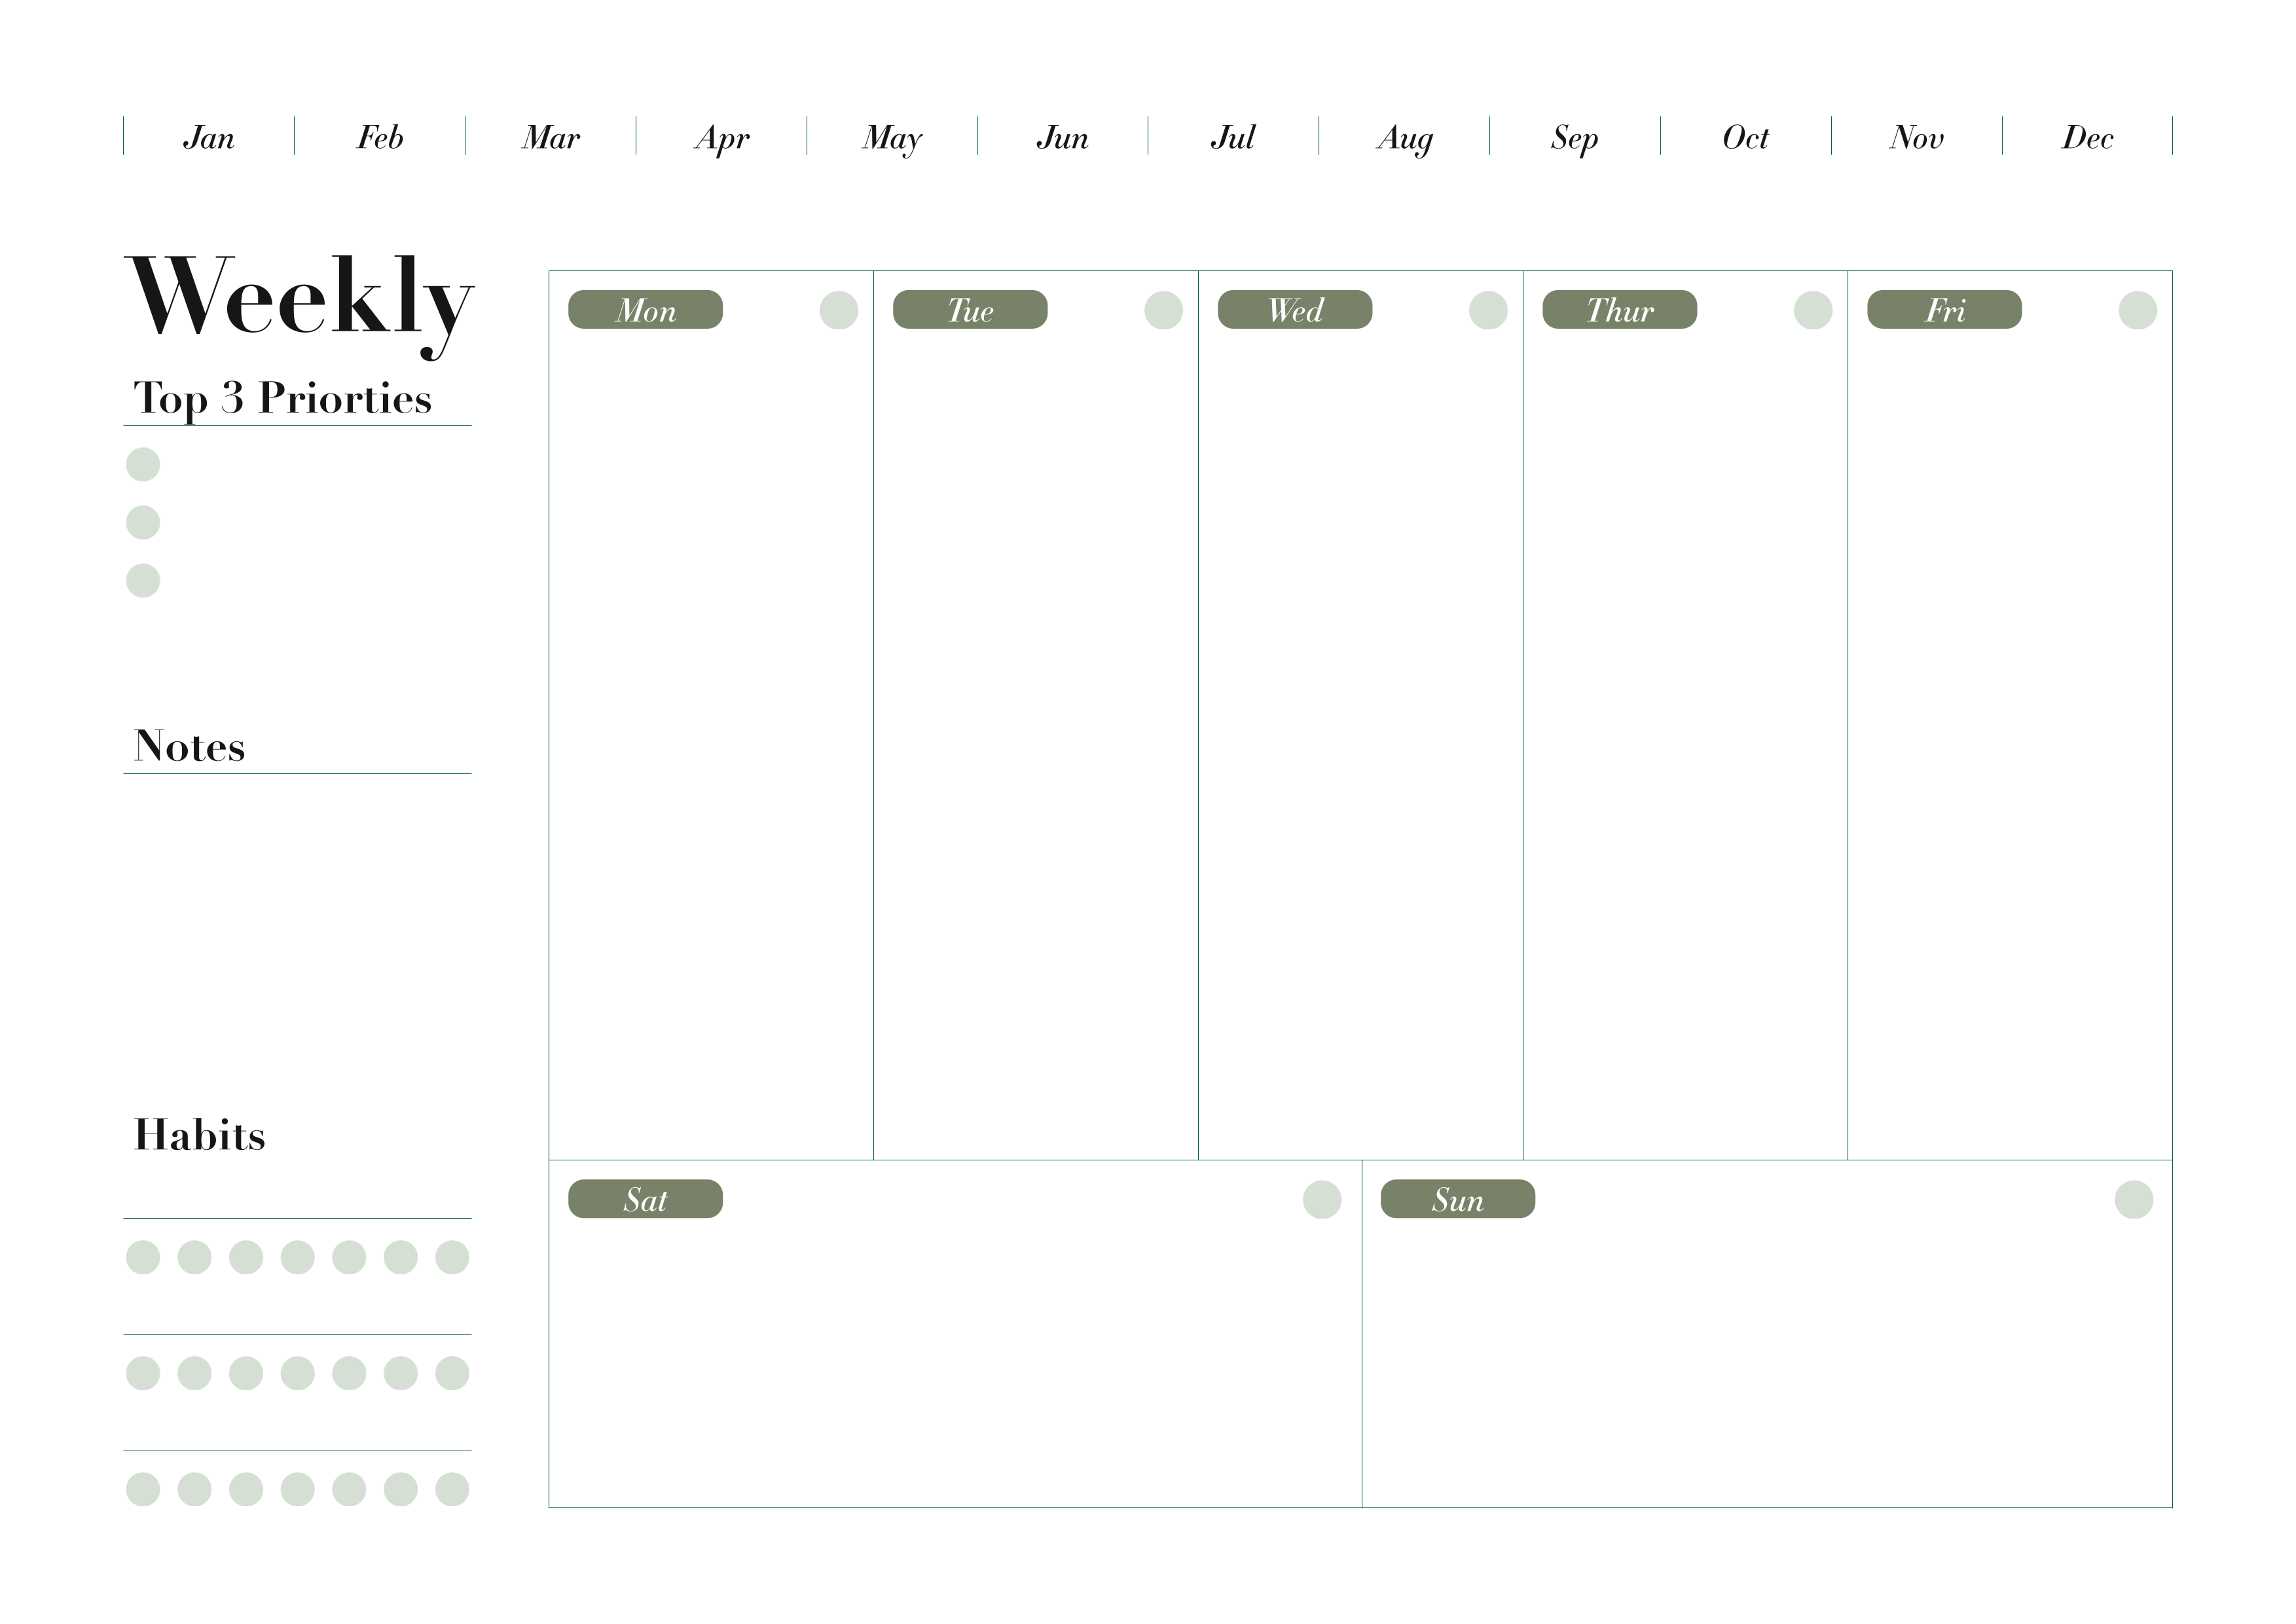 Jan Feb Mar Apr May Jun Jul Aug Sep Oct Nov Dec
Weekly
Top 3 Priorties
Notes
Habits
Mon Tue Wed Thur Fri
Sat Sun